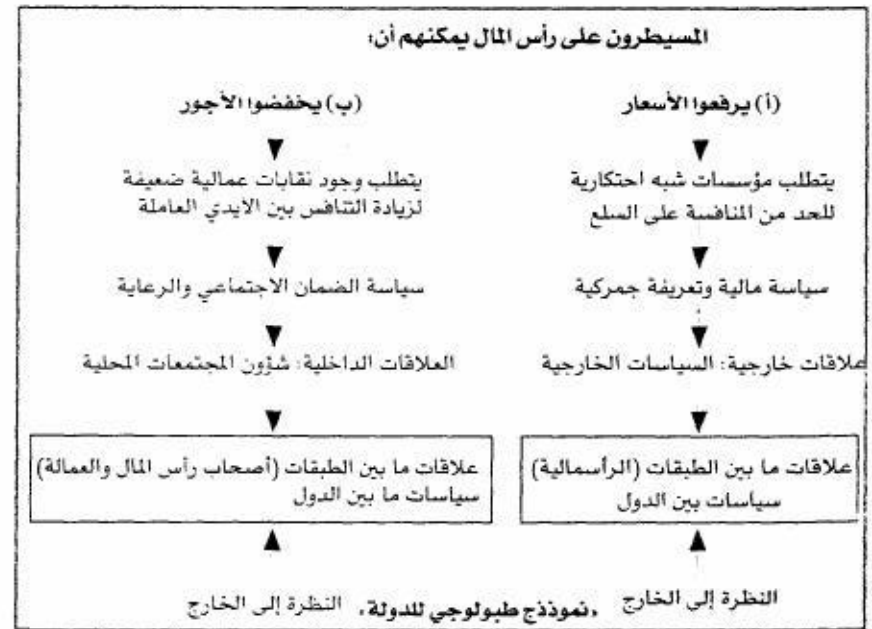 المسيطرون على رأس المال يمكنهم أن:
(أ) يرفعوا الأسعار
(ب) يخفضوا الأجور
يتطلب مؤسسات شبه احتكارية
للحد من المنافسة على السلع
يتطلب وجود نقابات عمالية ضعيفة
لزيادة التنافس بين الايدي العاملة
سياسة مالية وتعريفة جمركية
سياسة الضمان الاجتماعي والرعاية
علاقات خارجية: السياسات الخارجية
العلاقات الداخلية: شؤون المجتمعات المحلية
علاقات ما بين الطبقات (الرأسمالية)
سياسات بين الدول
علاقات ما بين الطبقات (أصحاب رأس المال والعمالة)
سياسات ما بين الدول
النظرة إلى الخارج
،نموذذج طبولوجي للدولة،
النظرة إلى الخارج